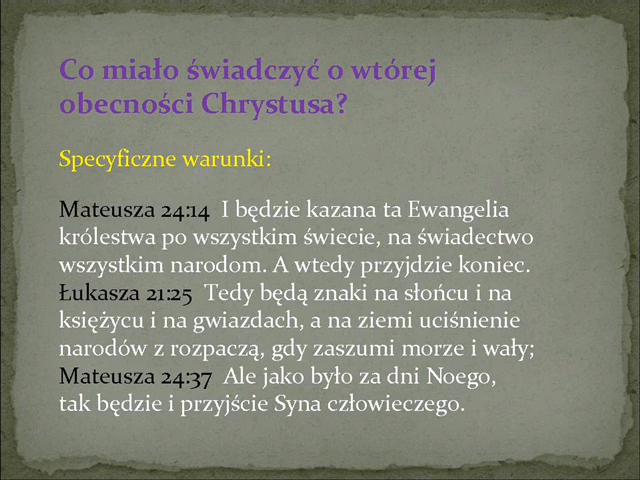 Co miało świadczyć o wtórej
obecności Chrystusa?
Specyficzne warunki:
Mateusza 24:14 I będzie kazana ta Ewangelia
królestwa po wszystkim świecie, na świadectwo
wszystkim narodom. A wtedy przyjdzie koniec.
Łukasza 21:25 Tedy będą znaki na słońcu i na
księżycu i na gwiazdach, a na ziemi uciśnienie
narodów z rozpaczą, gdy zaszumi morze i wały;
Mateusza 24:37 Ale jako było za dni Noego,
tak będzie i przyjście Syna człowieczego.